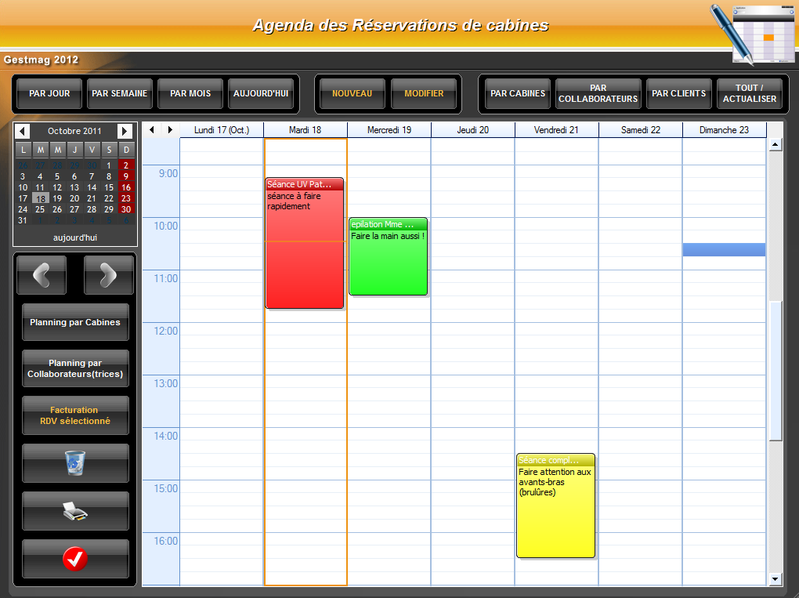 Agenda des Réservations de cabines
Gestmag 2012
PAR JOUR
PAR SEMAINE
PAR MOIS
AUJOURD'HUI
NOUVEAU
MODIFIER
PAR CABINES
PAR
COLLABORATEURS
PAR CLIENTS
TOUT /
ACTUALISER
Octobre 2011
L M M J V S D
1 2
3 4 5 6 7 8 9
10 11 12 13 14 15 16
17 18 19 20 21 22 23
24 25 26 27 28 29 30
31
aujourd'hui
Planning par Cabines
Planning par
Collaborateurs(trices)
Facturation
RDV sélectionné
Lundi 17 (Oct.)
Mardi 18
Mercredi 19
Jeudi 20
Vendredi 21
Samedi 22
Dimanche 23
9:00
10:00
11:00
12:00
13:00
14:00
15:00
16:00
Séance UV Pat...
séance à faire
rapidement
epilation Mme ...
Faire la main aussi !
Séance compl...
Faire attention aux
avants-bras
(brulûres)